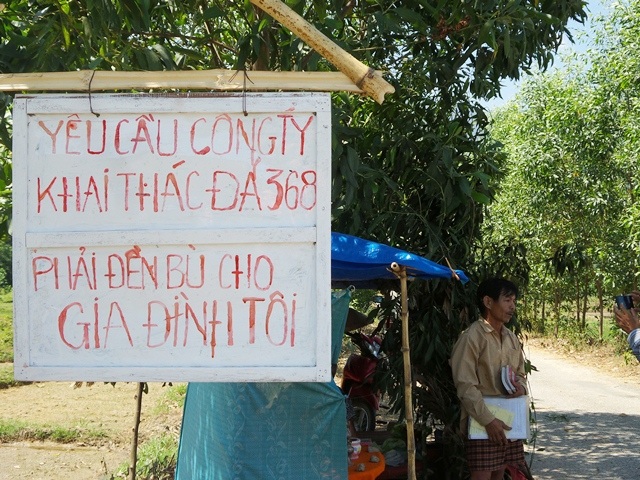 YÊU CẦU CÔNG TY
KHAI THÁC ĐÁ 368
PHẢI ĐỀN BÙ CHO
GIA ĐÌNH TÔI